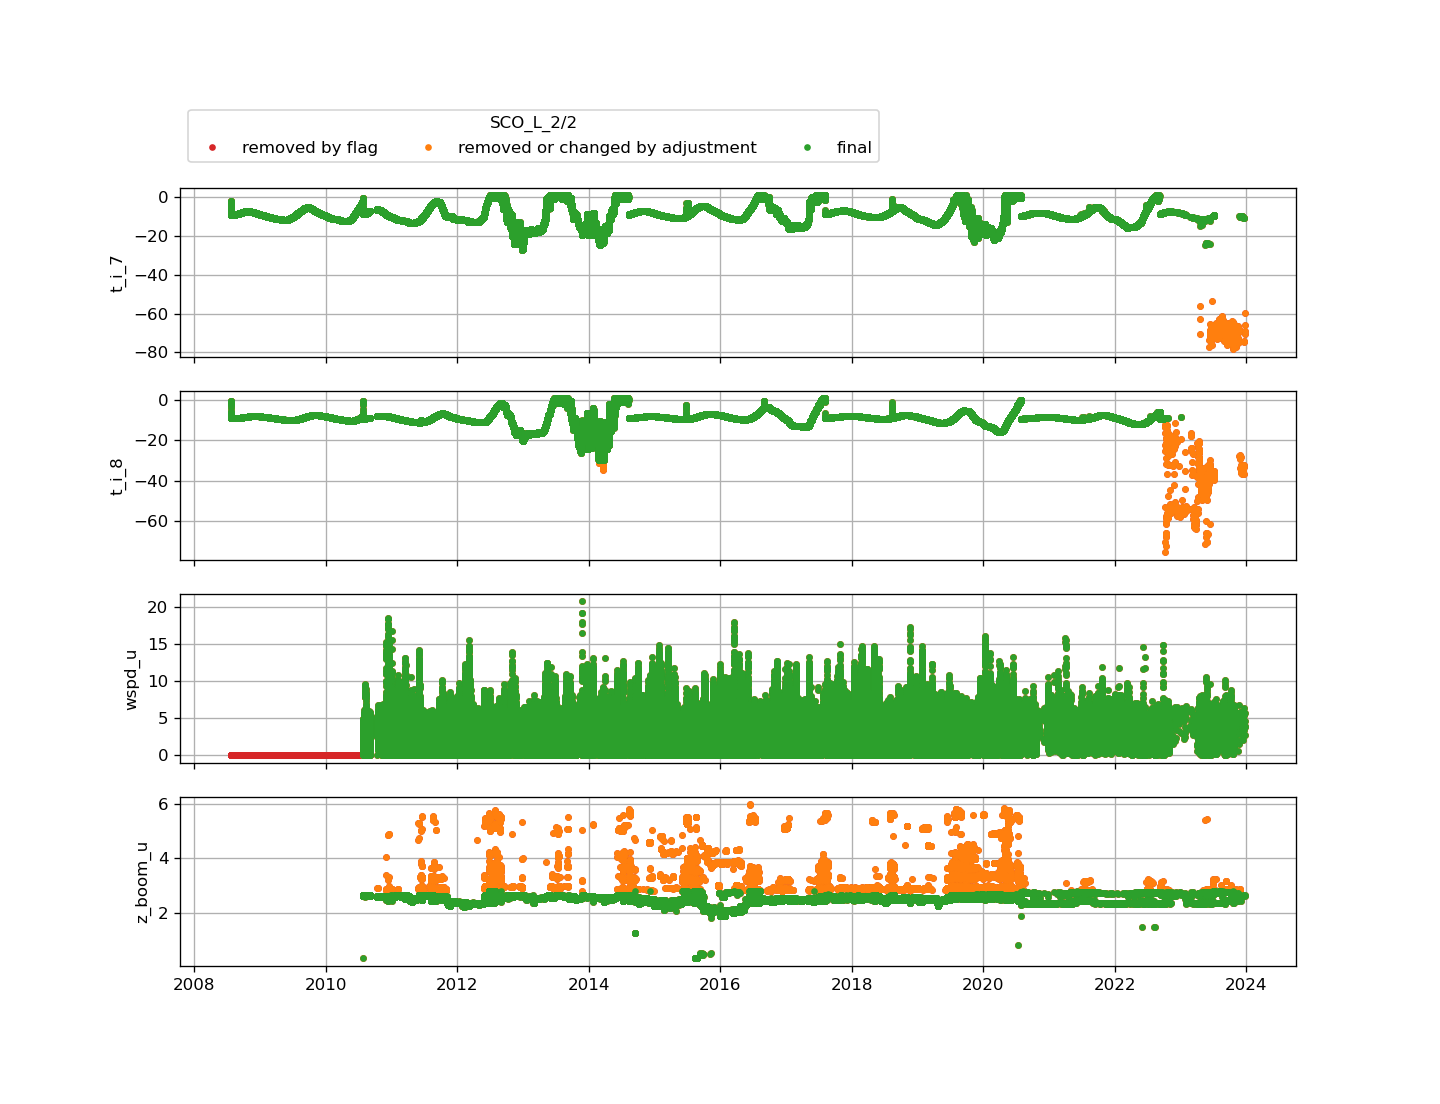 SCO_L_2/2
removed by flag removed or changed by adjustment final
0
−20
−40
−60
−80
t_i_7
0
−20
−40
−60
t_i_8
20
15
10
5
0
wspd_u
6
4
2
z_boom_u
2008 2010 2012 2014 2016 2018 2020 2022 2024